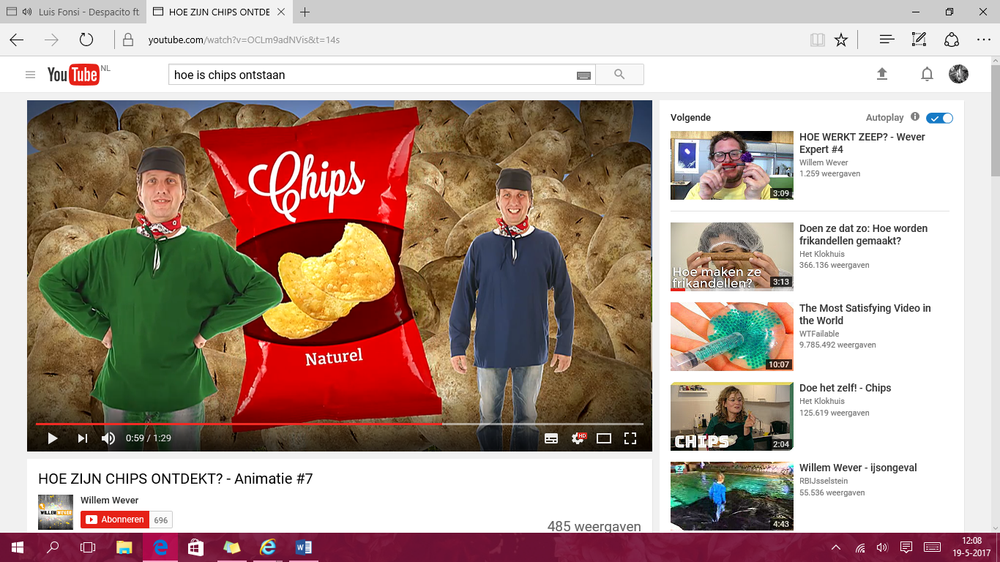 Luis Fonsi - Despacito ft
HOE ZIJN CHIPS ONTDE
youtube.com/watch?v=OCLm9adNVis&t=14s
YouTube NL
hoe is chips ontstaan
Chips
Naturel
0:59 / 1:29
HD
HOE ZIJN CHIPS ONTDEKT? - Animatie #7
WILLEM WEVER
Willem Wever
Abonneren 696
485 weergaven
Volgende
Autoplay
HOE WERKT ZEEP? - Wever
Expert #4
Willem Wever
1.259 weergaven
3:09
Doen ze dat zo: Hoe worden
frikandellen gemaakt?
Het Klokhuis
366.136 weergaven
Hoe maken ze
frikandellen?
3:13
The Most Satisfying Video in
the World
WTFailable
9.785.492 weergaven
10:07
Doe het zelf! - Chips
Het Klokhuis
125.619 weergaven
CHIPS
2:04
Willem Wever - ijsongeval
RBIJsselstein
55.536 weergaven
4:43
12:08
19-5-2017